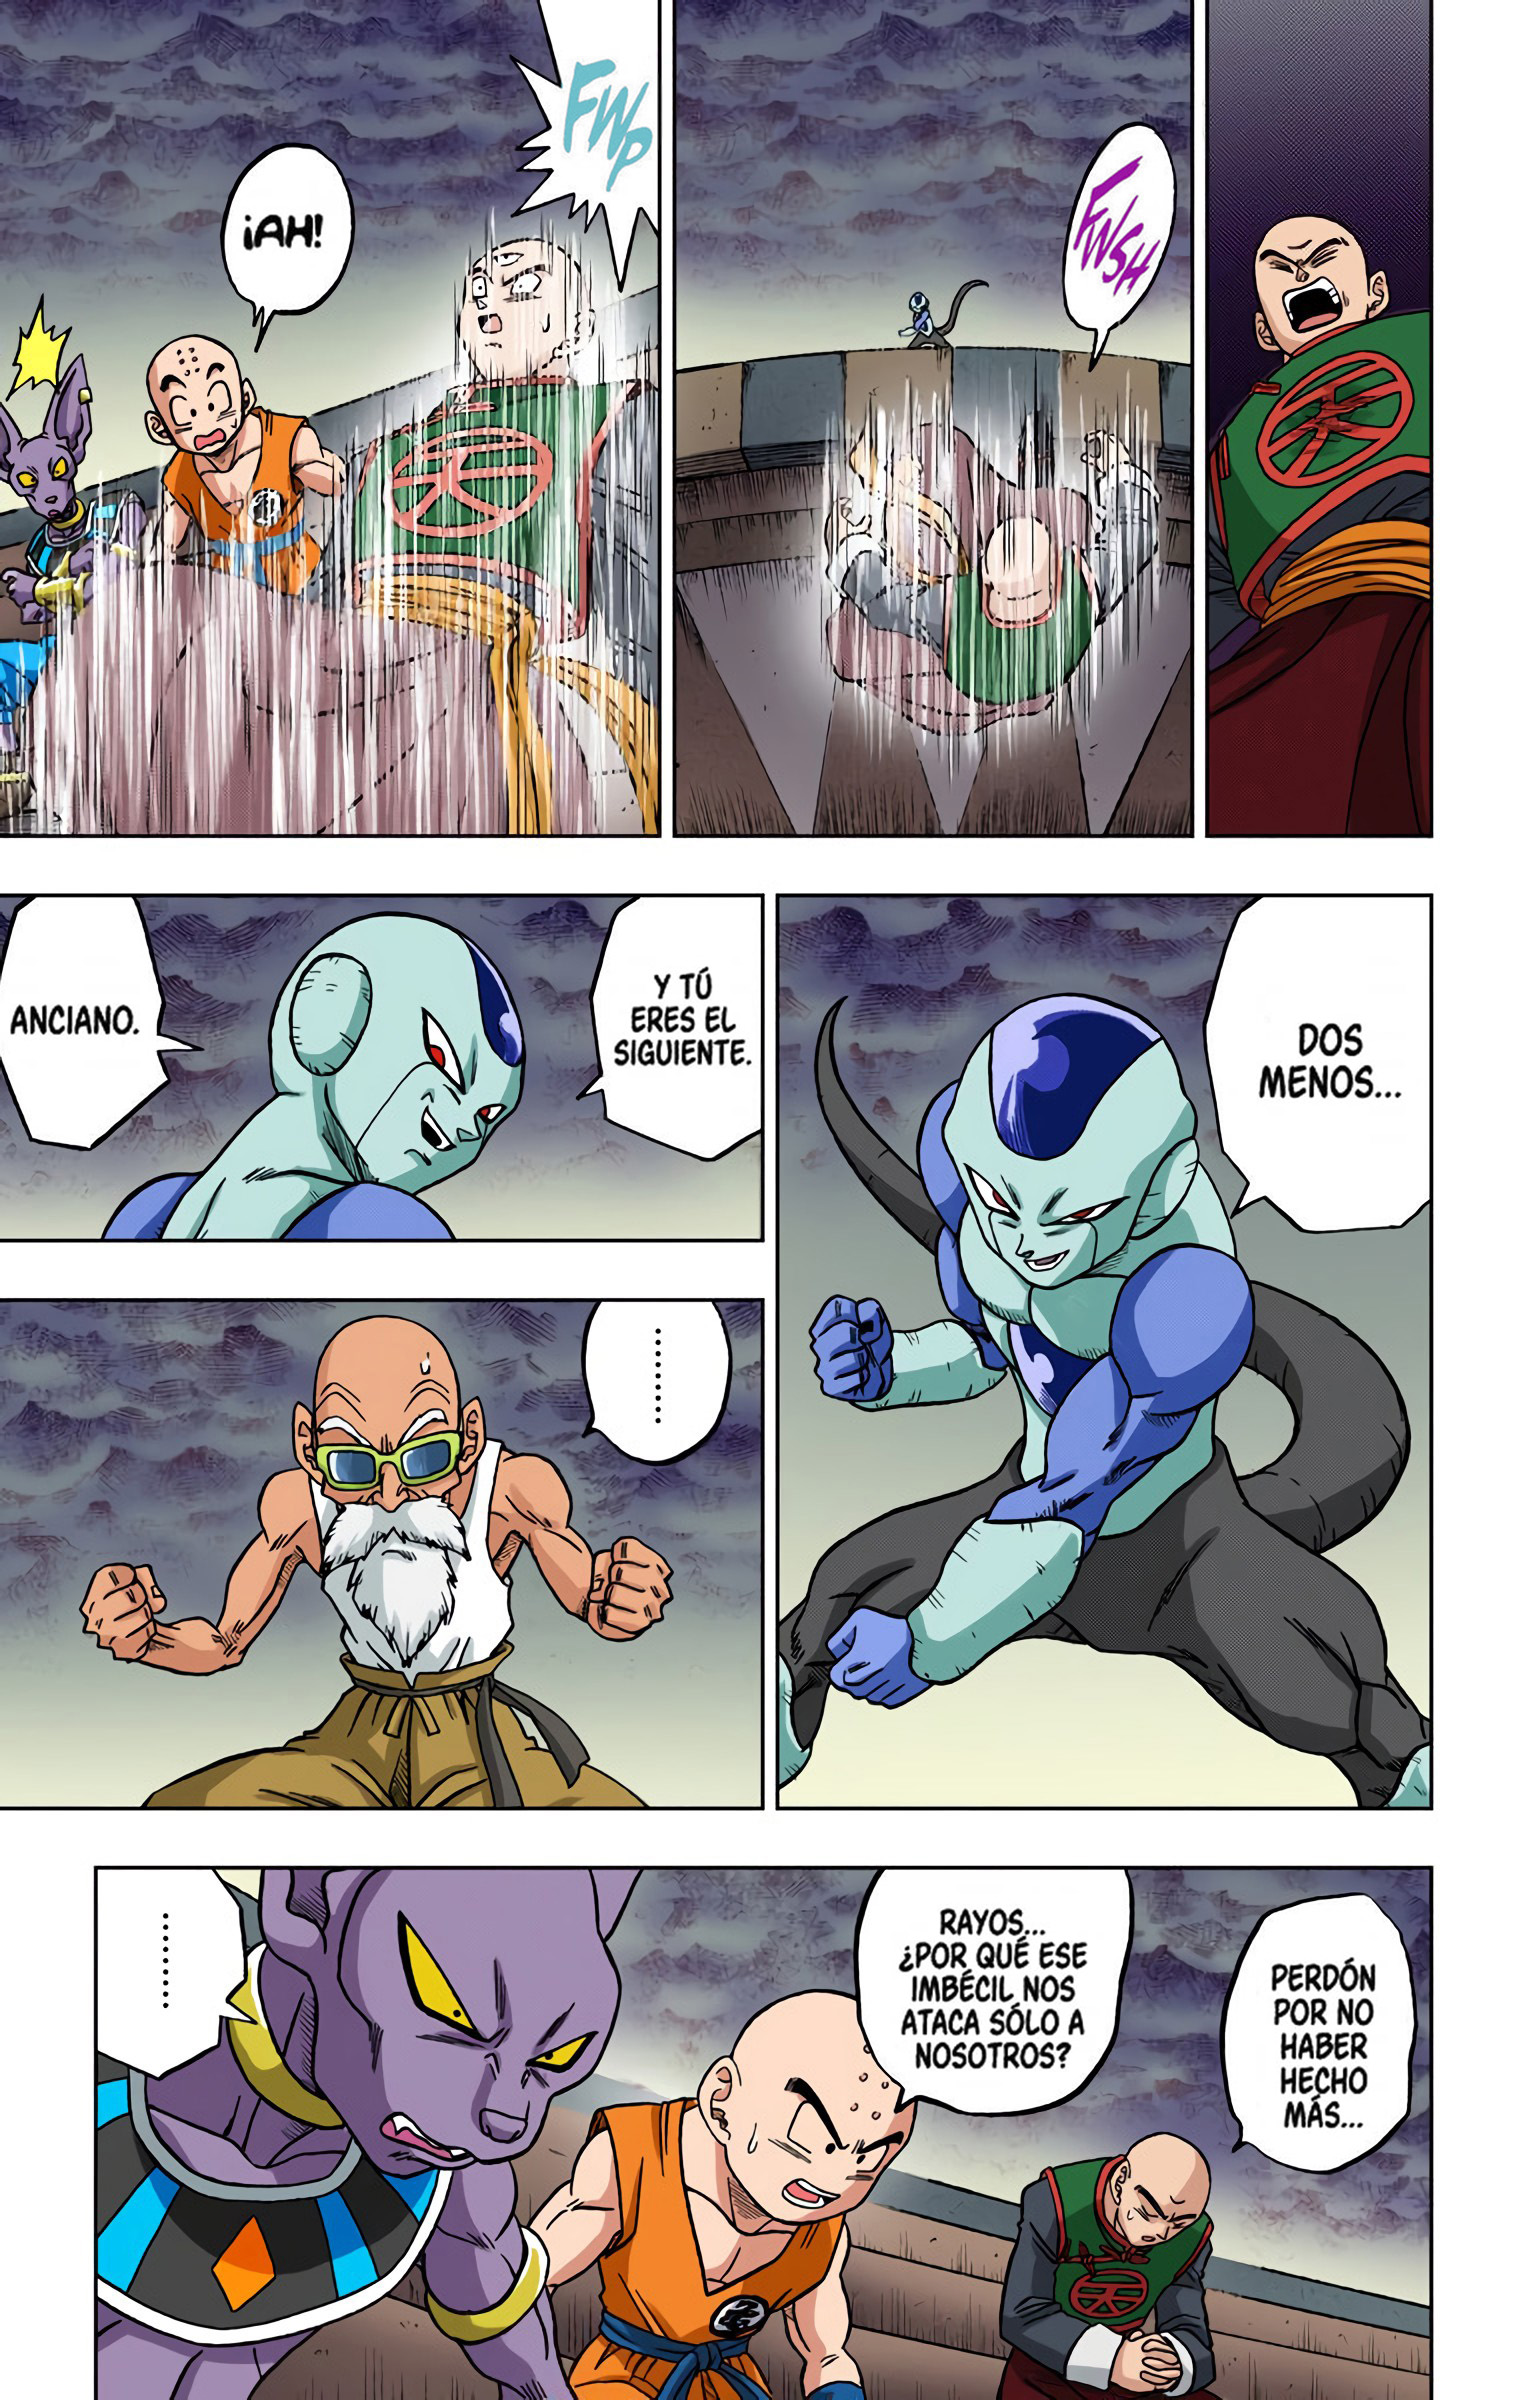 FWSH
FWP
¡AH!
DOS
MENOS...
Y TÚ
ERES EL
SIGUIENTE.
ANCIANO.
........
PERDÓN
POR NO
HABER
HECHO
MÁS...
RAYOS...
¿POR QUÉ ESE
IMBÉCIL NOS
ATACA SÓLO A
NOSOTROS?
........
天